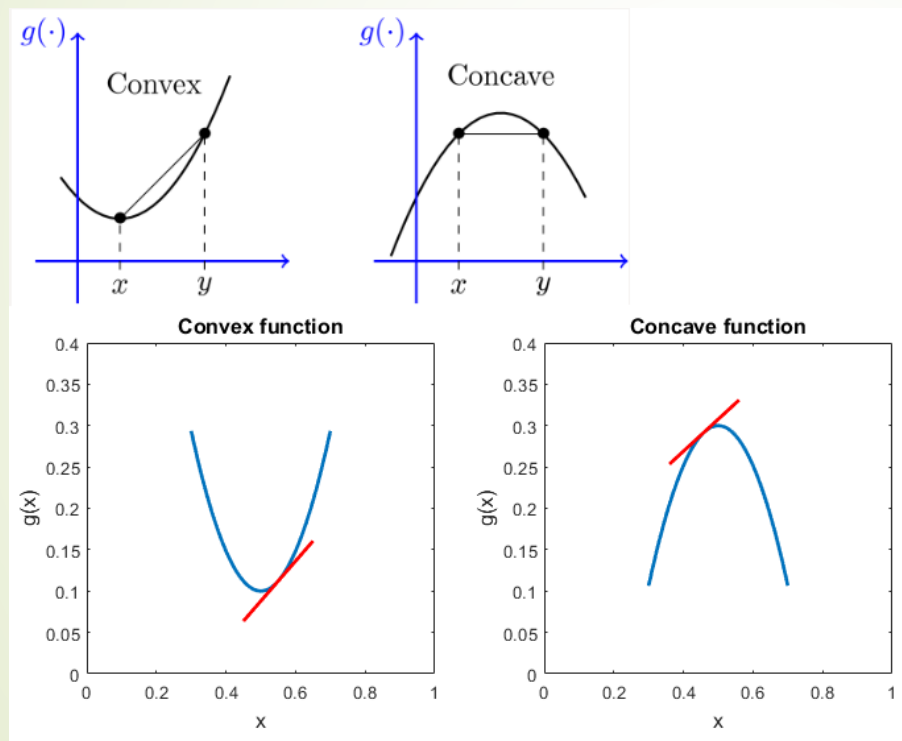 g(·)
Convex
x
y
g(·)
Concave
x
y
Convex function
0.4
0.35
0.3
0.25
0.2
0.15
0.1
0.05
0
g(x)
0 0.2 0.4 0.6 0.8 1
x
Concave function
0.4
0.35
0.3
0.25
0.2
0.15
0.1
0.05
0
g(x)
0 0.2 0.4 0.6 0.8 1
x